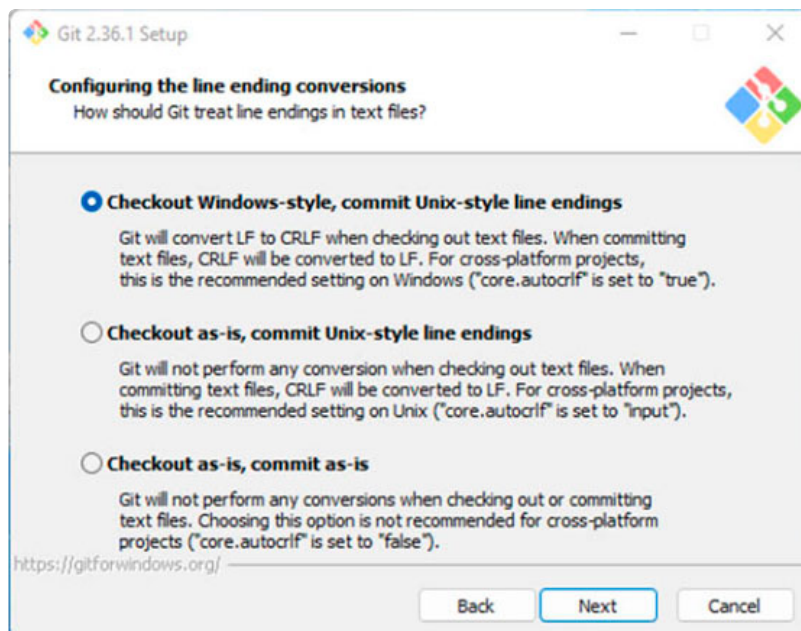 Git 2.36.1 Setup
Configuring the line ending conversions
How should Git treat line endings in text files?
Checkout Windows-style, commit Unix-style line endings
Git will convert LF to CRLF when checking out text files. When committing
text files, CRLF will be converted to LF. For cross-platform projects,
this is the recommended setting on Windows ("core.autocrlf" is set to "true").
Checkout as-is, commit Unix-style line endings
Git will not perform any conversion when checking out text files. When
committing text files, CRLF will be converted to LF. For cross-platform projects,
this is the recommended setting on Unix ("core.autocrlf" is set to "input").
Checkout as-is, commit as-is
Git will not perform any conversions when checking out or committing
text files. Choosing this option is not recommended for cross-platform
projects ("core.autocrlf" is set to "false").
https://gitforwindows.org/
Back Next Cancel